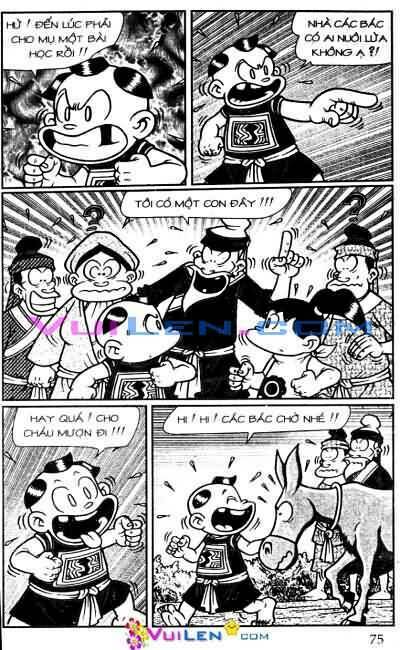 HỪ ! ĐẾN LÚC PHẢI
CHO MỤ MỘT BÀI
HỌC RỒI !!
NHÀ CÁC BÁC
CÓ AI NUÔI LỪA
KHÔNG Ạ ?!
TÔI CÓ MỘT CON ĐÂY !!!
?
?
VUILEN.COM
HAY QUÁ ! CHO
CHÁU MƯỢN ĐI !!!
HI ! HI ! CÁC BÁC CHỜ NHÉ !!
75
VUILEN.COM